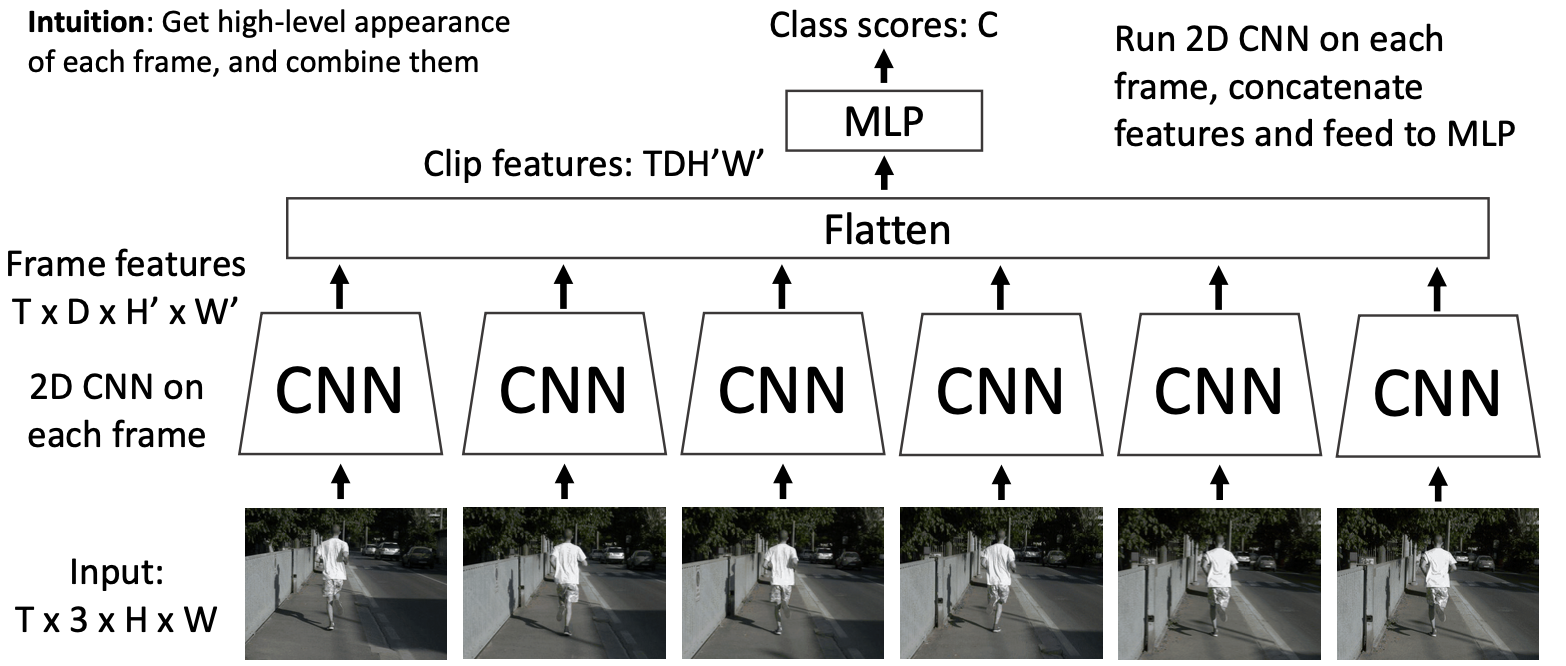 Intuition: Get high-level appearance
of each frame, and combine them
Class scores: C
Run 2D CNN on each
frame, concatenate
features and feed to MLP
MLP
Clip features: TDH’W’
Flatten
Frame features
T x D x H’ x W’
CNN CNN CNN CNN CNN CNN
2D CNN on
each frame
Input:
T x 3 x H x W